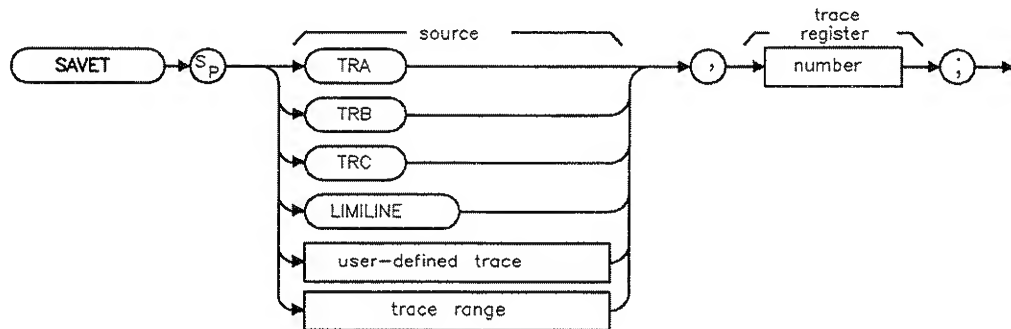 source
trace
register
SAVET
SP
TRA
,
number
;
TRB
TRC
LIMILINE
user-defined trace
trace range